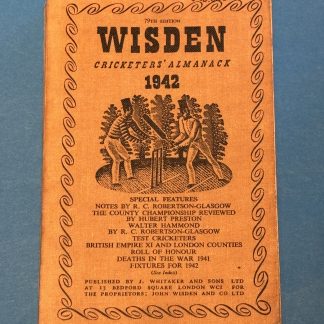 79TH EDITION
WISDEN
CRICKETERS' ALMANACK
1942
SPECIAL FEATURES
NOTES BY R. C. ROBERTSON-GLASGOW
THE COUNTY CHAMPIONSHIP REVIEWED
BY HUBERT PRESTON
WALTER HAMMOND
BY R. C. ROBERTSON-GLASGOW
TEST CRICKETERS
BRITISH EMPIRE XI AND LONDON COUNTIES
ROLL OF HONOUR
DEATHS IN THE WAR 1941
FIXTURES FOR 1942
(See Index)
PUBLISHED BY J. WHITAKER AND SONS LTD
AT 13 BEDFORD SQUARE LONDON WC1 FOR
THE PROPRIETORS: JOHN WISDEN AND CO LTD